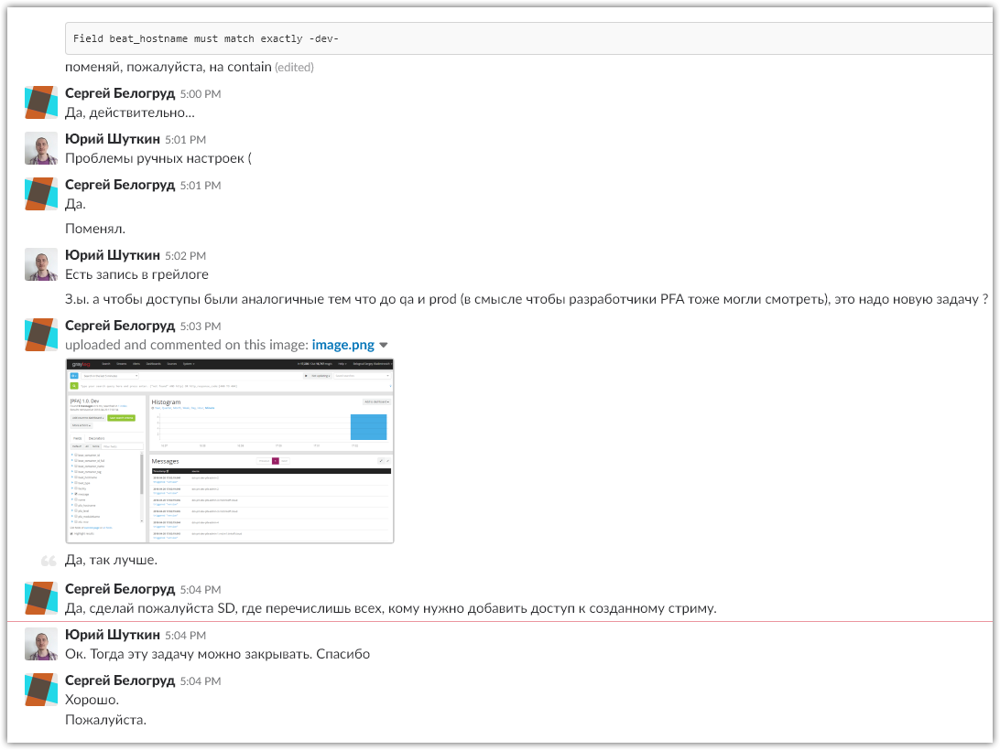 Field beat_hostname must match exactly -dev-
поменяй, пожалуйста, на contain (edited)
Сергей Белогруд 5:00 PM
Да, действительно...
Юрий Шуткин 5:01 PM
Проблемы ручных настроек (
Сергей Белогруд 5:01 PM
Да.
Поменял.
Юрий Шуткин 5:02 PM
Есть запись в грейлоге
З.ы. а чтобы доступы были аналогичные тем что до qa и prod (в смысле чтобы разработчики PFA тоже могли смотреть), это надо новую задачу ?
Сергей Белогруд 5:03 PM
uploaded and commented on this image: image.png
graylog
[PFA] 1.0. Dev
Histogram
Messages
Да, так лучше.
Сергей Белогруд 5:04 PM
Да, сделай пожалуйста SD, где перечислишь всех, кому нужно добавить доступ к созданному стриму.
Юрий Шуткин 5:04 PM
Ок. Тогда эту задачу можно закрывать. Спасибо
Сергей Белогруд 5:04 PM
Хорошо.
Пожалуйста.